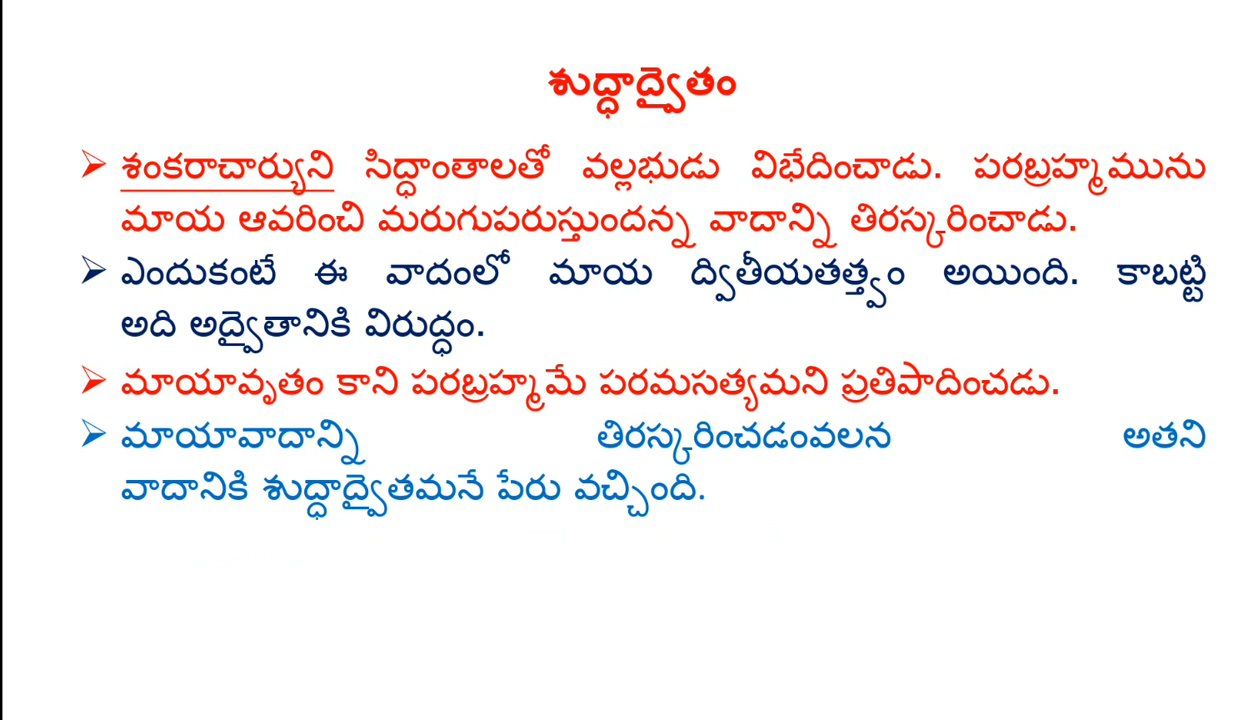 శుద్ధాద్వైతం
➢ శంకరాచార్యుని సిద్ధాంతాలతో వల్లభుడు విభేదించాడు. పరబ్రహ్మమును
మాయ ఆవరించి మరుగుపరుస్తుందన్న వాదాన్ని తిరస్కరించాడు.
➢ ఎందుకంటే ఈ వాదంలో మాయ ద్వితీయతత్త్వం అయింది. కాబట్టి
అది అద్వైతానికి విరుద్ధం.
➢ మాయావృతం కాని పరబ్రహ్మమే పరమసత్యమని ప్రతిపాదించడు.
➢ మాయావాదాన్ని తిరస్కరించడంవలన అతని
వాదానికి శుద్ధాద్వైతమనే పేరు వచ్చింది.